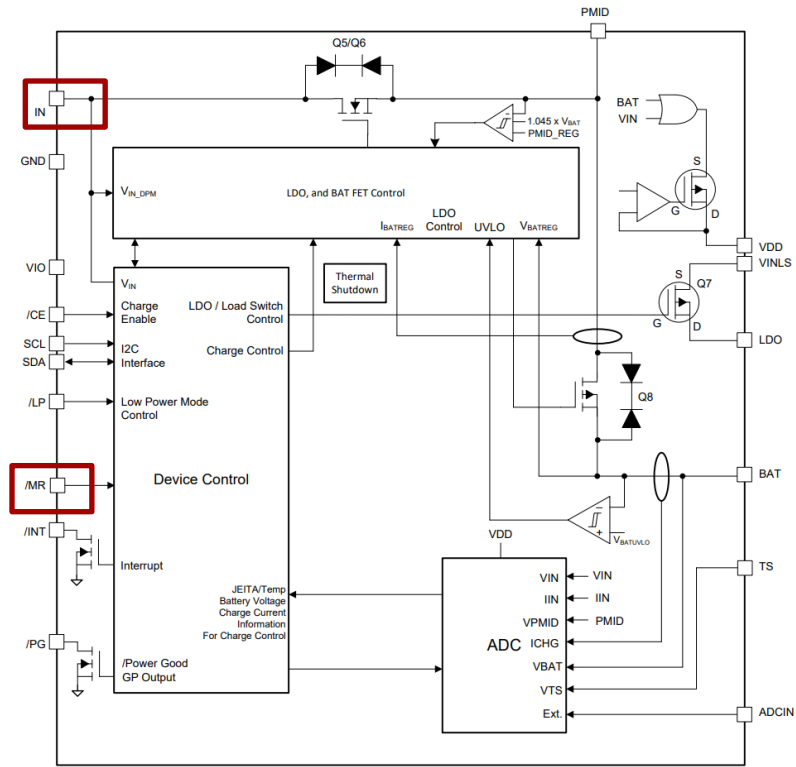 PMID
Q5/Q6
IN
1.045 x VBAT
PMID_REG
BAT
VIN
S
G
D
GND
VIN_DPM
LDO, and BAT FET Control
IBATREG
LDO
Control
UVLO
VBATREG
VDD
VINLS
VIO
VIN
Thermal
Shutdown
S
Q7
G
D
/CE
Charge
Enable
LDO / Load Switch
Control
LDO
SCL
SDA
I2C
Interface
Charge Control
/LP
Low Power Mode
Control
Q8
/MR
Device Control
BAT
/INT
Interrupt
VBATUVLO
VDD
TS
JEITA/Temp
Battery Voltage
Charge Current
Information
For Charge Control
ADC
VIN
VIN
IIN
IIN
VPMID
PMID
ICHG
VBAT
VTS
Ext.
/PG
/Power Good
GP Output
ADCIN